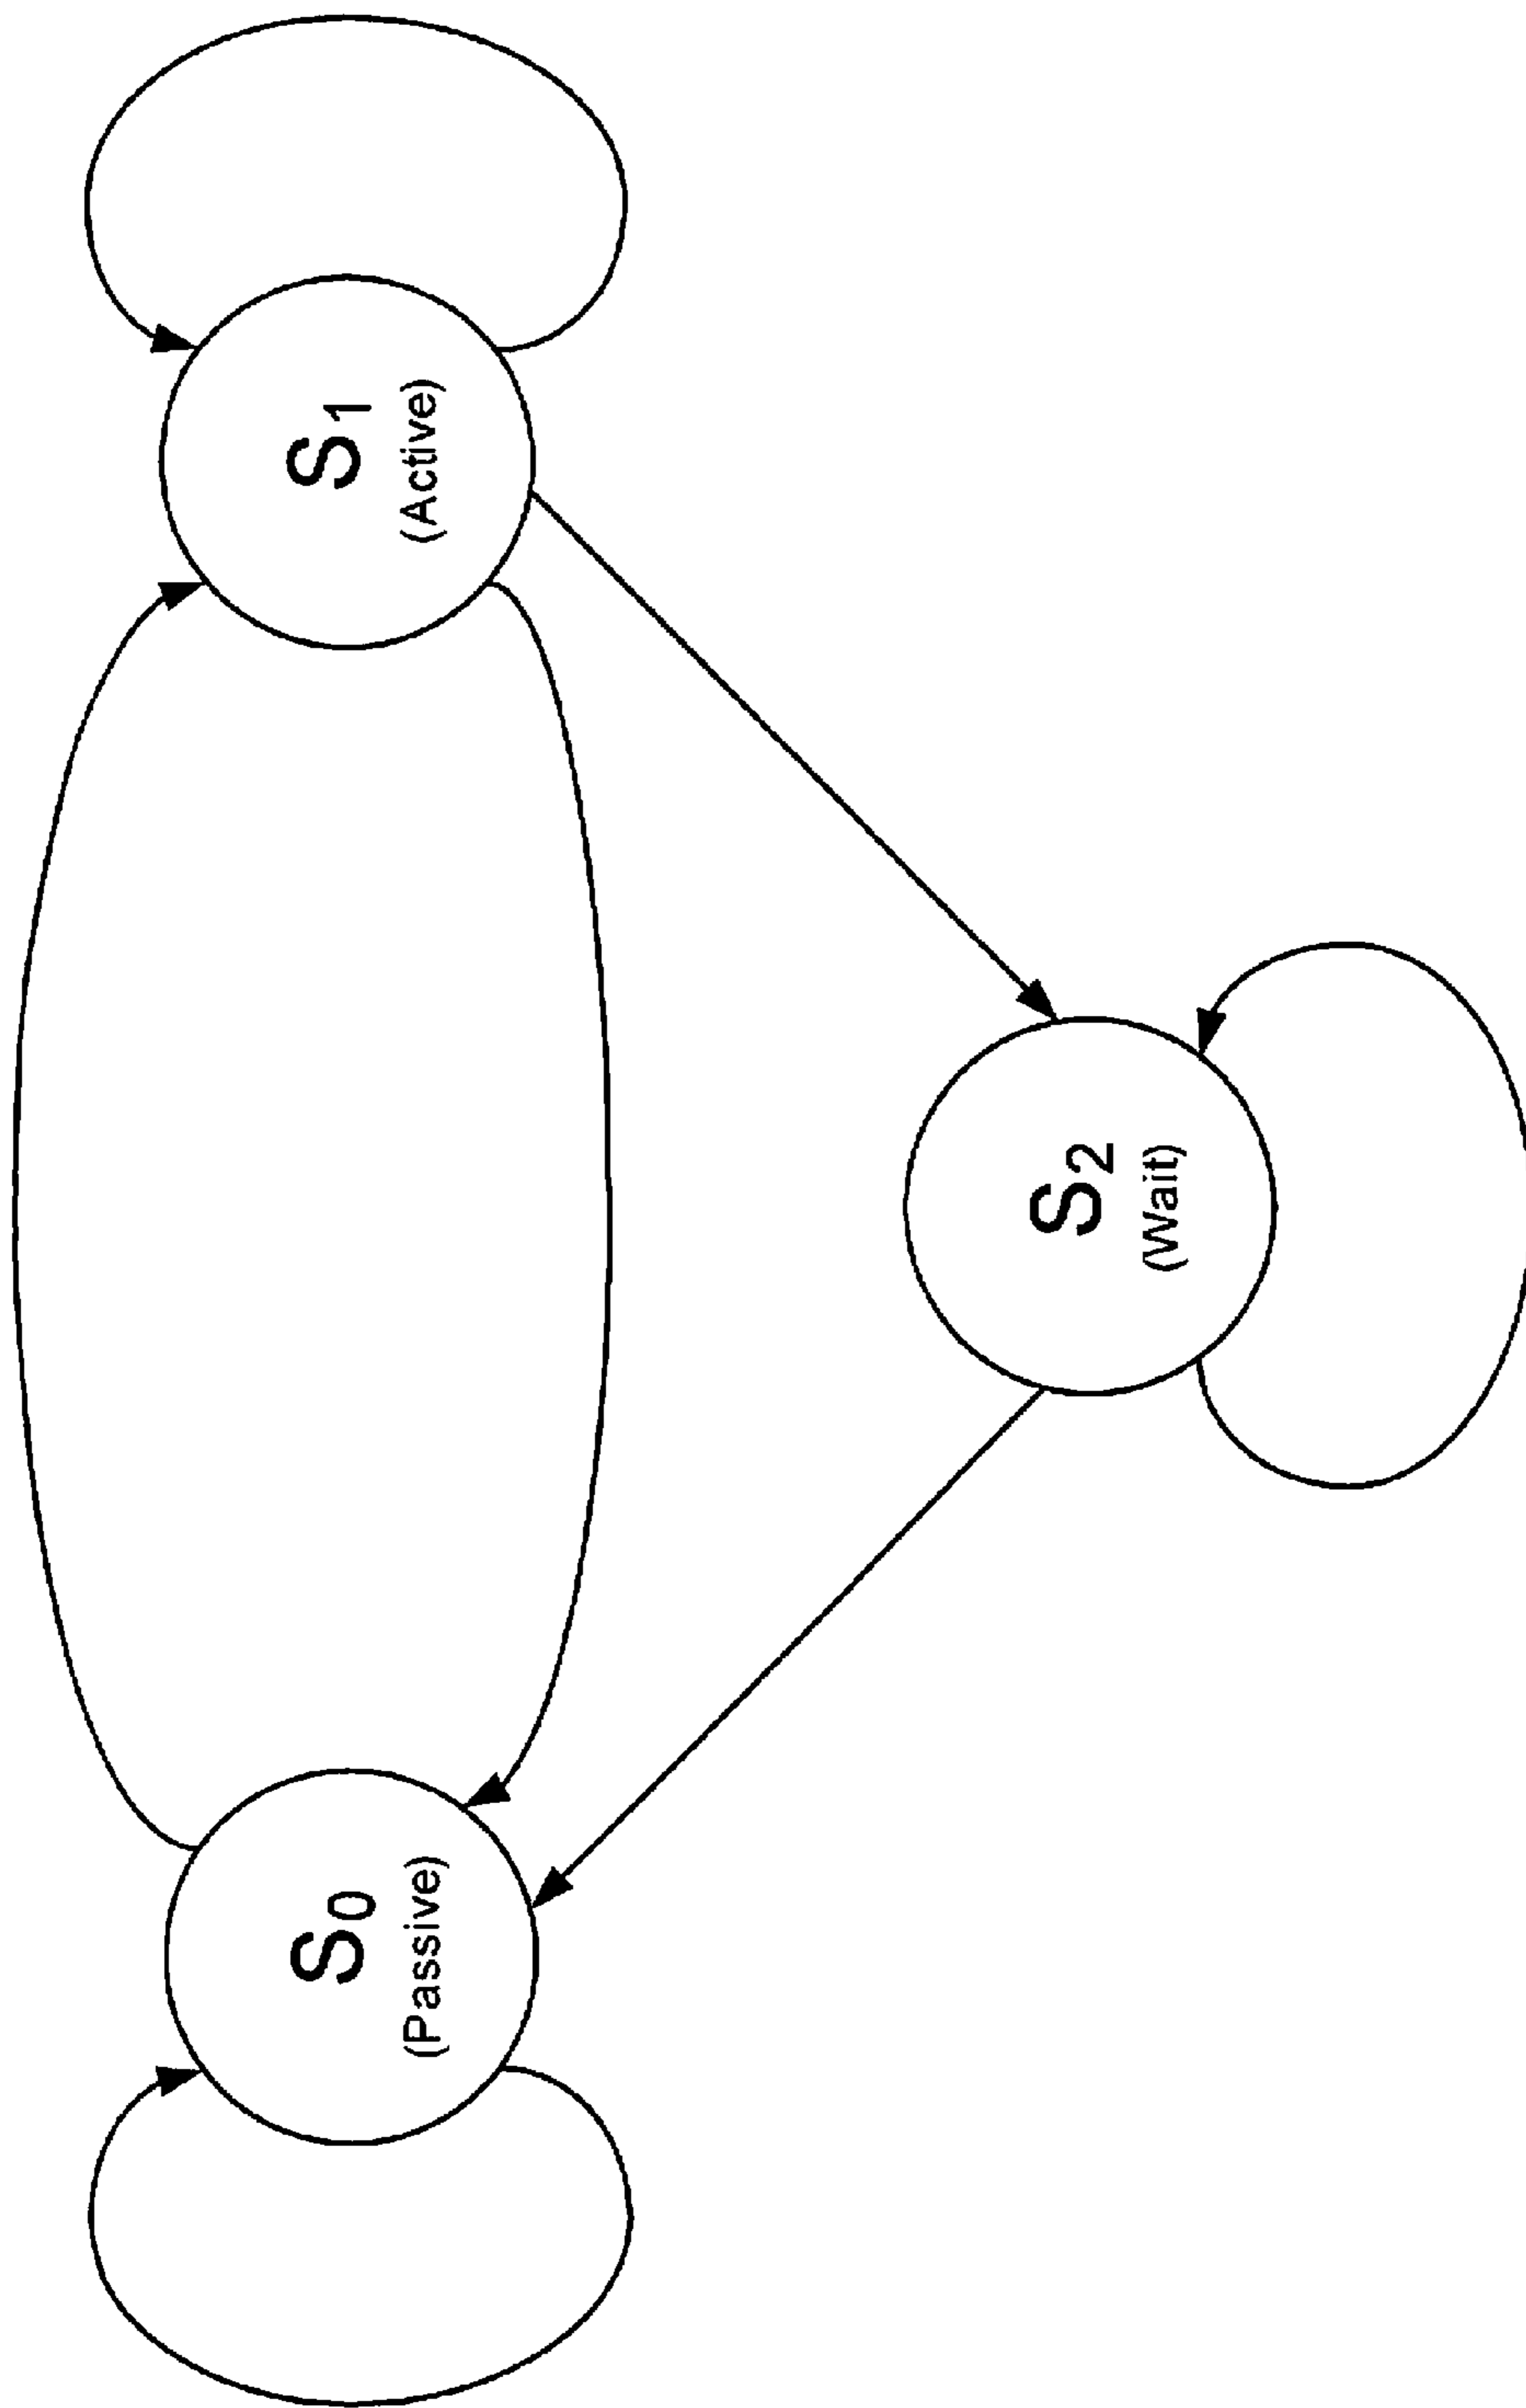 S0
(Passive)
S1
(Active)
S2
(Wait)